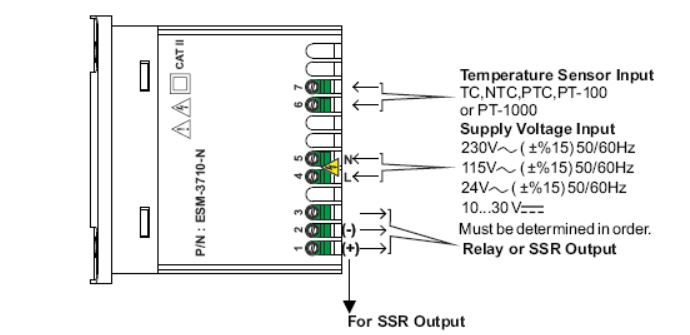 CAT II
P/N : ESM-3710-N
7
6
5 N
4 L
3
2 (-)
1 (+)
Temperature Sensor Input
TC,NTC,PTC,PT-100
or PT-1000
Supply Voltage Input
230V～ ( ±%15) 50/60Hz
115V～ ( ±%15) 50/60Hz
24V～ ( ±%15) 50/60Hz
10...30 V⎓
Must be determined in order.
Relay or SSR Output
For SSR Output